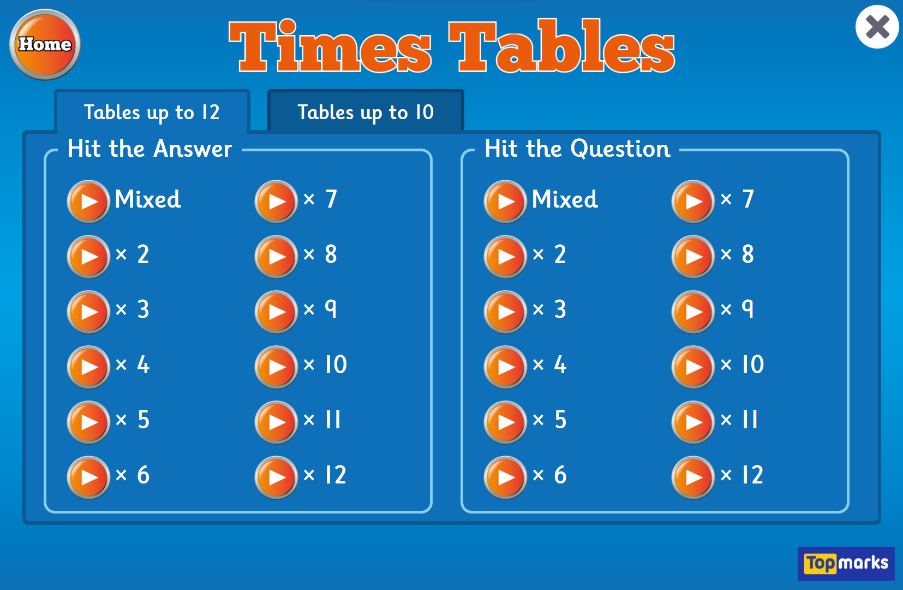 Home
Times Tables
Tables up to 12
Tables up to 10
Hit the Answer
Mixed
× 2
× 3
× 4
× 5
× 6
× 7
× 8
× 9
× 10
× 11
× 12
Hit the Question
Mixed
× 2
× 3
× 4
× 5
× 6
× 7
× 8
× 9
× 10
× 11
× 12
Topmarks